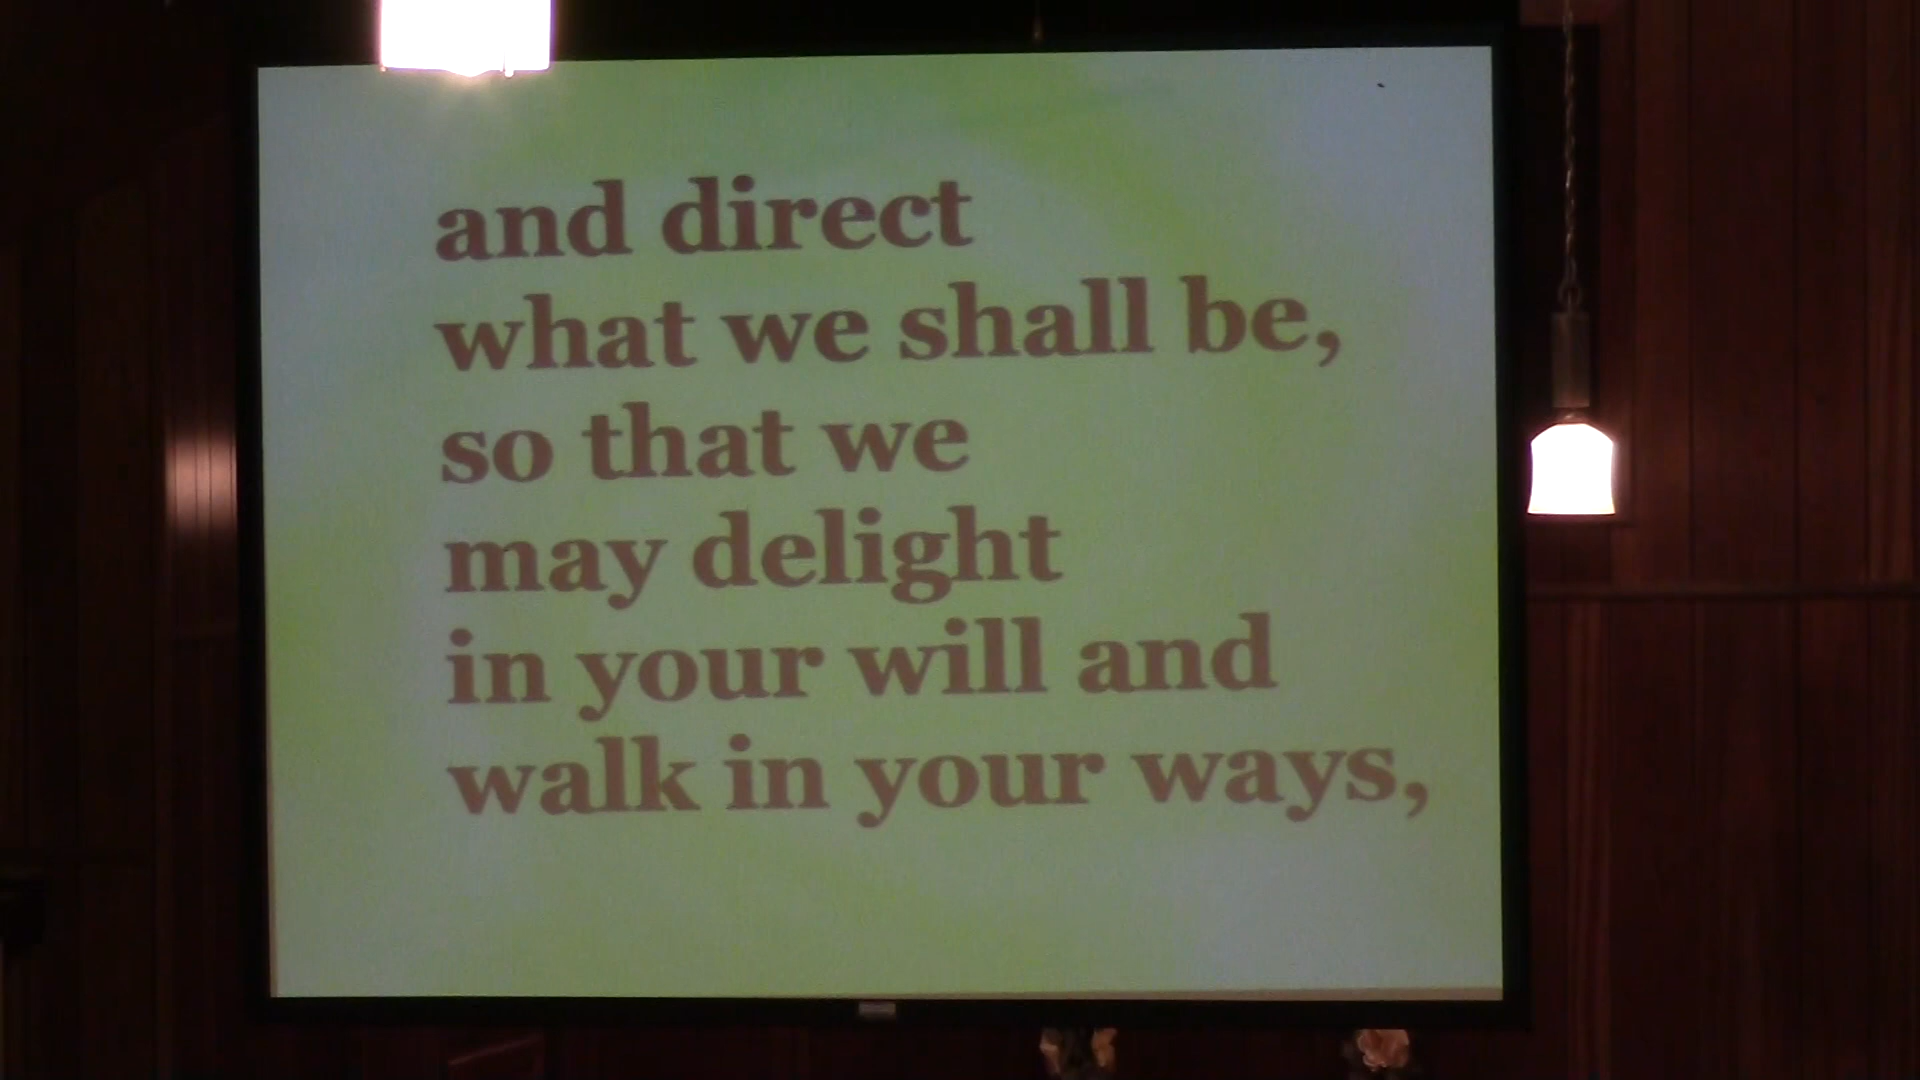 and direct
what we shall be,
so that we
may delight
in your will and
walk in your ways,